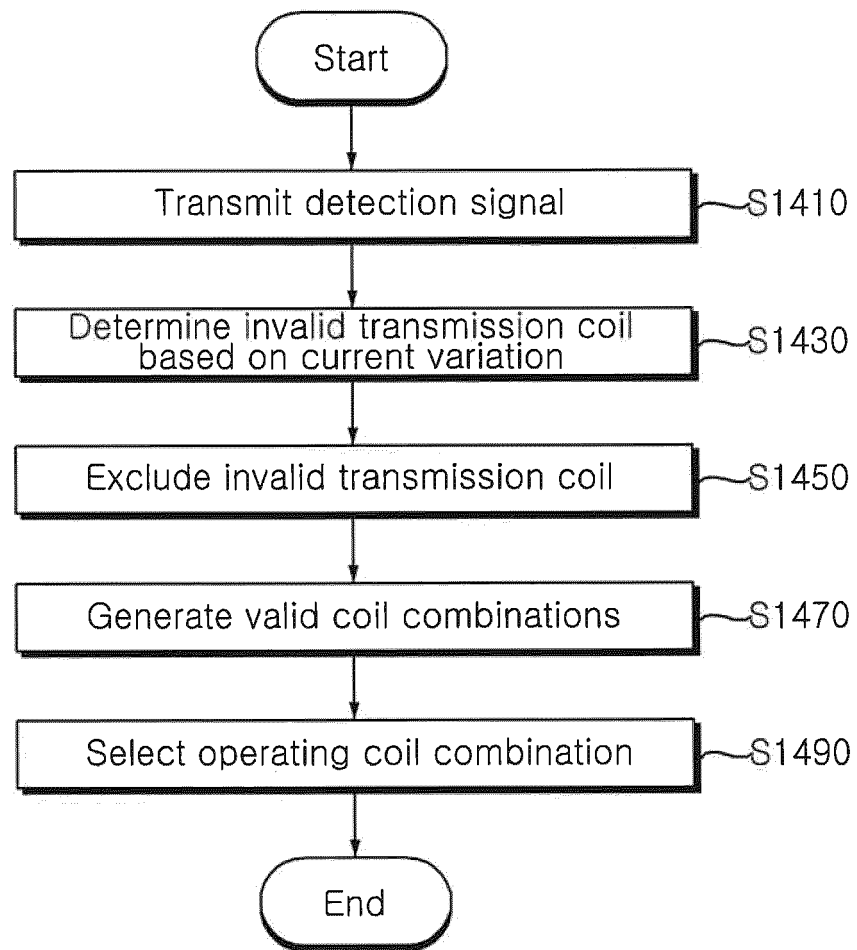 Start
Transmit detection signal
S1410
Determine invalid transmission coil
based on current variation
S1430
Exclude invalid transmission coil
S1450
Generate valid coil combinations
S1470
Select operating coil combination
S1490
End